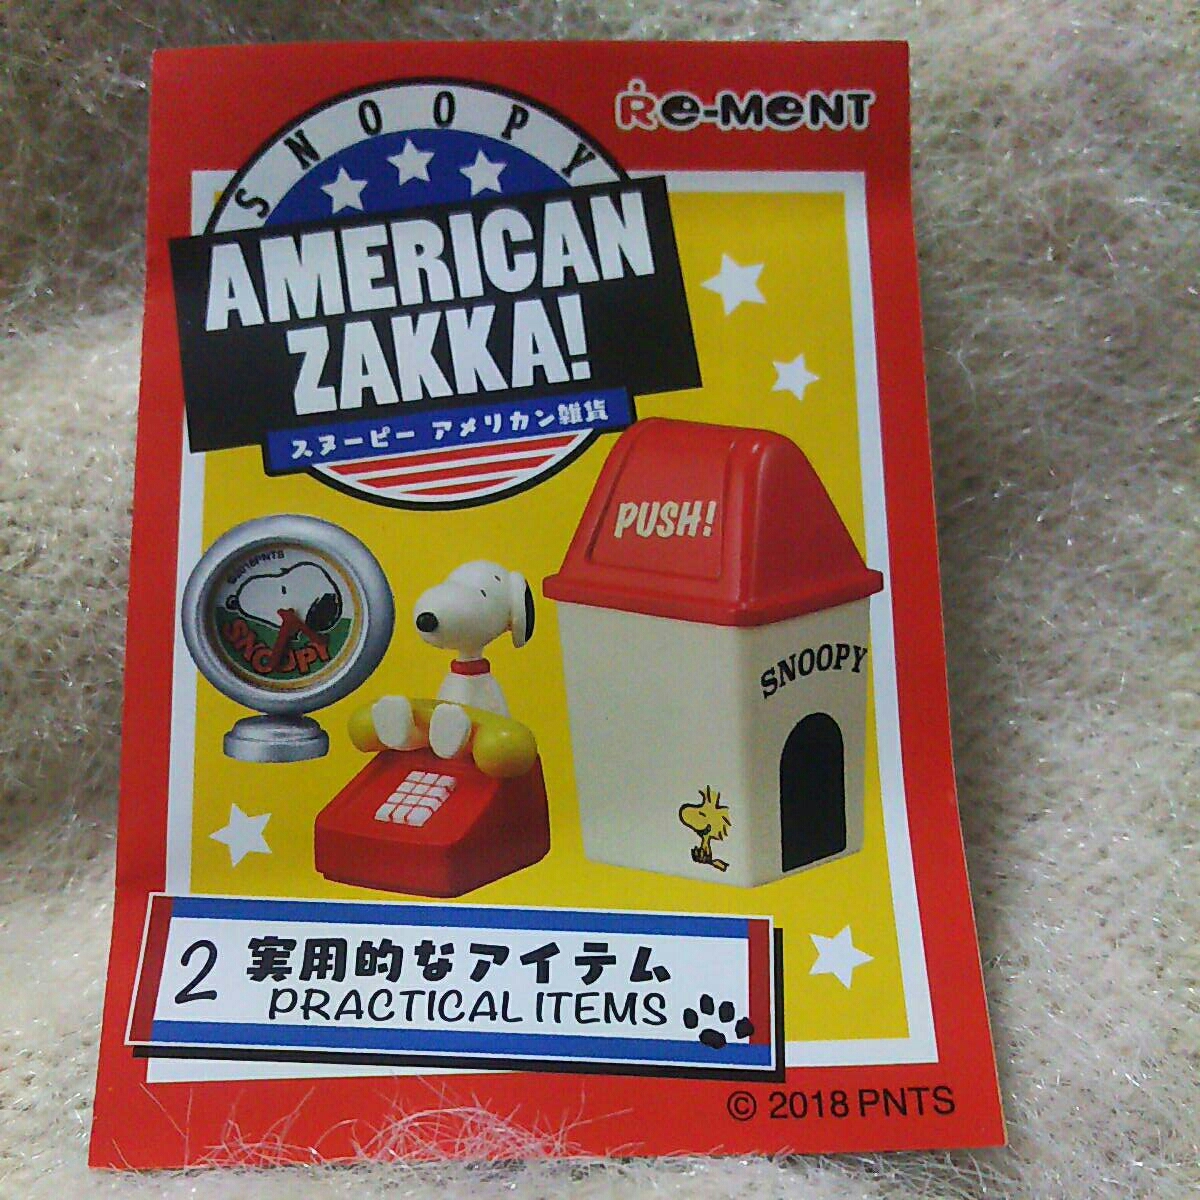 Re-MeNT
SNOOPY
AMERICAN
ZAKKA!
スヌーピー アメリカン雑貨
PUSH!
©2018PNTS
SNOOPY
SNOOPY
2 実用的なアイテム
PRACTICAL ITEMS
© 2018 PNTS